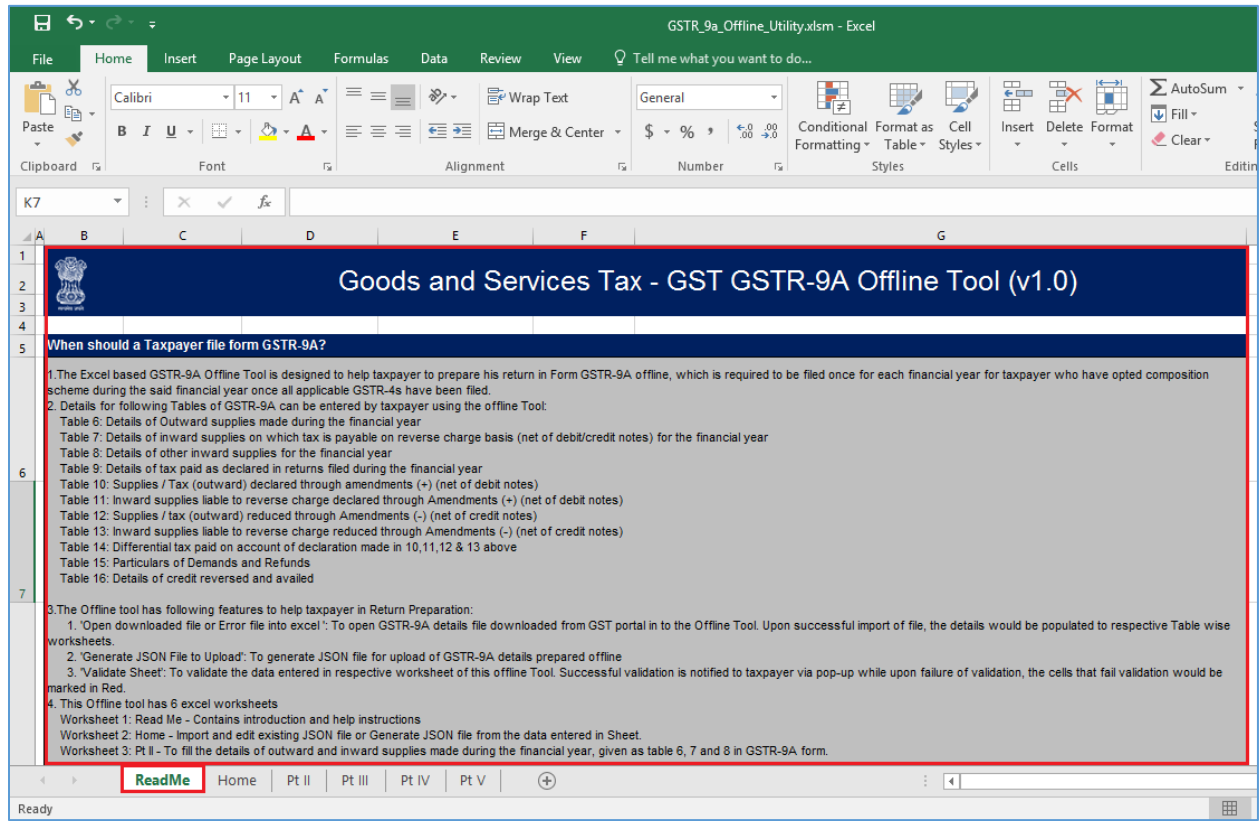 GSTR_9a_Offline_Utility.xlsm - Excel
File Home Insert Page Layout Formulas Data Review View Tell me what you want to do...
Calibri 11 A A Wrap Text General AutoSum
Paste B I U A Merge & Center $ % , .0 .00 .00 .0 Conditional Format as Cell Insert Delete Format Fill
Formatting Table Styles Clear
Clipboard Font Alignment Number Styles Cells Editin
K7 fx
A B C D E F G
1
2 Goods and Services Tax - GST GSTR-9A Offline Tool (v1.0)
3
4
5 When should a Taxpayer file form GSTR-9A?
1.The Excel based GSTR-9A Offline Tool is designed to help taxpayer to prepare his return in Form GSTR-9A offline, which is required to be filed once for each financial year for taxpayer who have opted composition
scheme during the said financial year once all applicable GSTR-4s have been filed.
2. Details for following Tables of GSTR-9A can be entered by taxpayer using the offline Tool:
Table 6: Details of Outward supplies made during the financial year
Table 7: Details of inward supplies on which tax is payable on reverse charge basis (net of debit/credit notes) for the financial year
Table 8: Details of other inward supplies for the financial year
6 Table 9: Details of tax paid as declared in returns filed during the financial year
Table 10: Supplies / Tax (outward) declared through amendments (+) (net of debit notes)
Table 11: Inward supplies liable to reverse charge declared through Amendments (+) (net of debit notes)
Table 12: Supplies / tax (outward) reduced through Amendments (-) (net of credit notes)
Table 13: Inward supplies liable to reverse charge reduced through Amendments (-) (net of credit notes)
Table 14: Differential tax paid on account of declaration made in 10,11,12 & 13 above
Table 15: Particulars of Demands and Refunds
Table 16: Details of credit reversed and availed
7
3.The Offline tool has following features to help taxpayer in Return Preparation:
1. 'Open downloaded file or Error file into excel ': To open GSTR-9A details file downloaded from GST portal in to the Offline Tool. Upon successful import of file, the details would be populated to respective Table wise
worksheets.
2. 'Generate JSON File to Upload': To generate JSON file for upload of GSTR-9A details prepared offline
3. 'Validate Sheet': To validate the data entered in respective worksheet of this offline Tool. Successful validation is notified to taxpayer via pop-up while upon failure of validation, the cells that fail validation would be
marked in Red.
4. This Offline tool has 6 excel worksheets
Worksheet 1: Read Me - Contains introduction and help instructions
Worksheet 2: Home - Import and edit existing JSON file or Generate JSON file from the data entered in Sheet.
Worksheet 3: Pt II - To fill the details of outward and inward supplies made during the financial year, given as table 6, 7 and 8 in GSTR-9A form.
ReadMe Home Pt II Pt III Pt IV Pt V
Ready